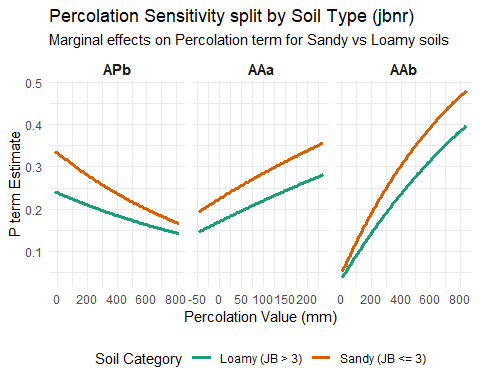 Percolation Sensitivity split by Soil Type (jbnr)
Marginal effects on Percolation term for Sandy vs Loamy soils
APb AAa AAb
0.5
0.4
0.3
0.2
0.1
P term Estimate
0 200 400 600 800 -50 0 50 100 150 200 0 200 400 600 800
Percolation Value (mm)
Soil Category Loamy (JB > 3) Sandy (JB <= 3)